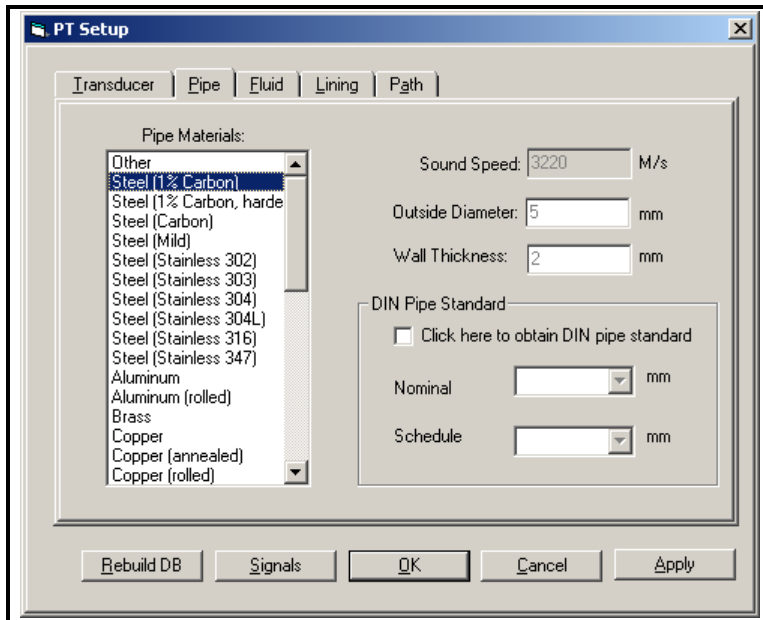 PT Setup
Transducer
Pipe
Fluid
Lining
Path
Pipe Materials:
Other
Steel (1% Carbon)
Steel (1% Carbon, harde
Steel (Carbon)
Steel (Mild)
Steel (Stainless 302)
Steel (Stainless 303)
Steel (Stainless 304)
Steel (Stainless 304L)
Steel (Stainless 316)
Steel (Stainless 347)
Aluminum
Aluminum (rolled)
Brass
Copper
Copper (annealed)
Copper (rolled)
Sound Speed: 3220 M/s
Outside Diameter: 5 mm
Wall Thickness: 2 mm
DIN Pipe Standard
Click here to obtain DIN pipe standard
Nominal mm
Schedule mm
Rebuild DB
Signals
OK
Cancel
Apply